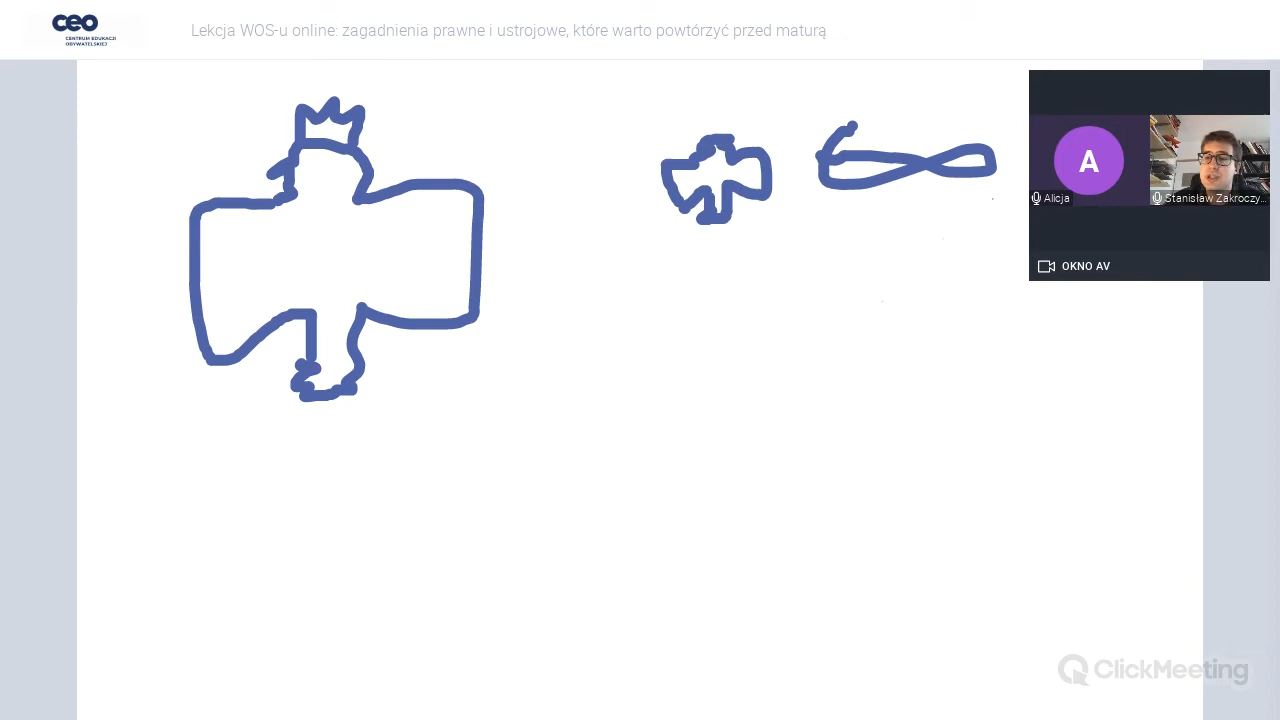 ceo
CENTRUM EDUKACJI
OBYWATELSKIEJ
Lekcja WOS-u online: zagadnienia prawne i ustrojowe, które warto powtórzyć przed maturą
A
Alicja
Stanisław Zakroczy...
OKNO AV
ClickMeeting